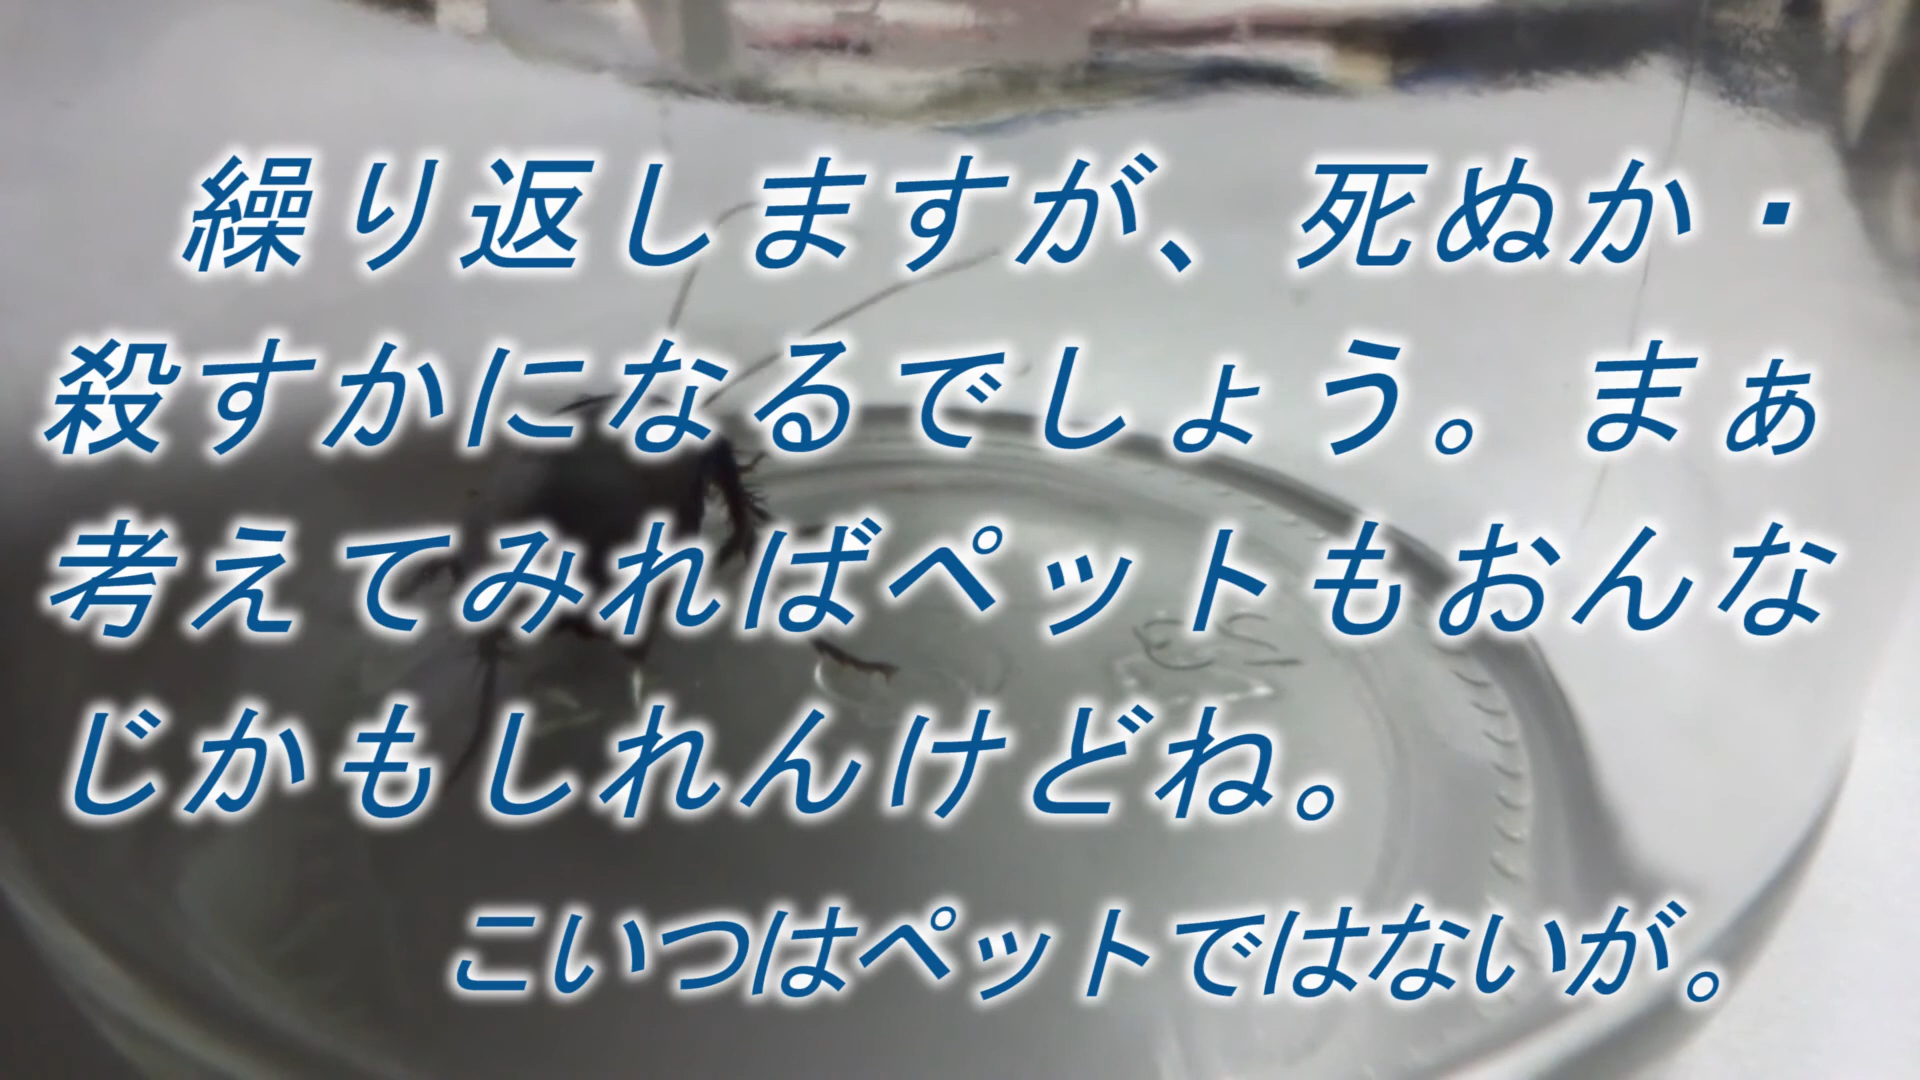 繰り返しますが、死ぬか・
殺すかになるでしょう。まぁ
考えてみればペットもおんな
じかもしれんけどね。
こいつはペットではないが。